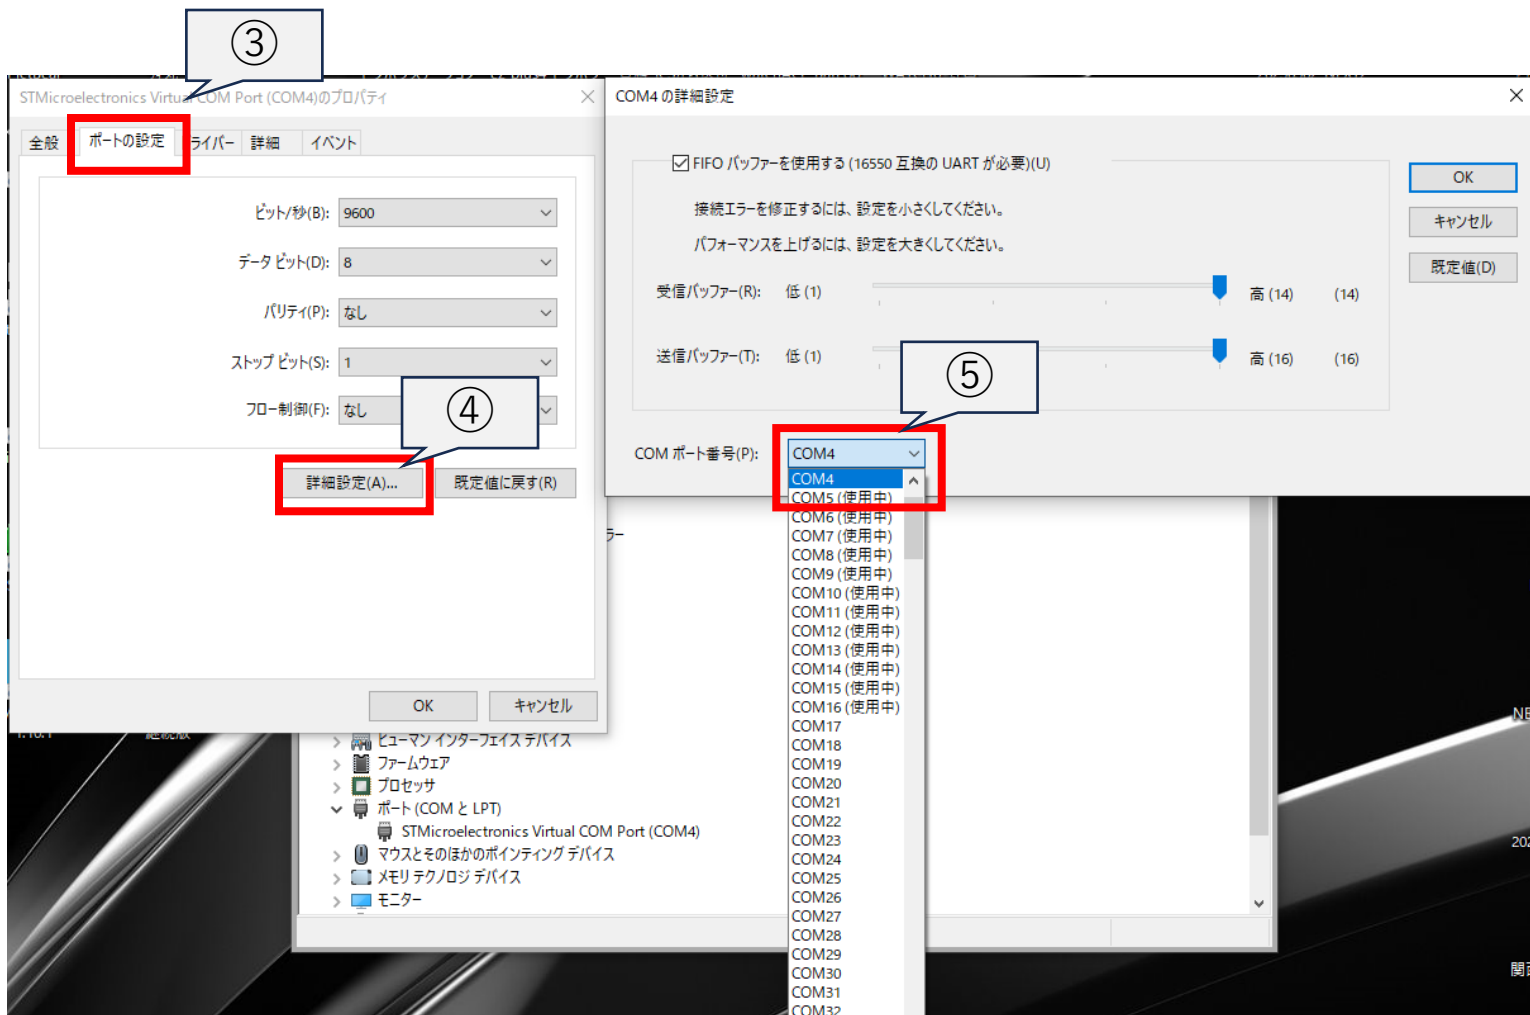 ③
STMicroelectronics Virtual COM Port (COM4)のプロパティ
全般
ポートの設定
ライバー
詳細
イベント
ビット/秒(B): 9600
データ ビット(D): 8
パリティ(P): なし
ストップ ビット(S): 1
フロー制御(F): なし
④
詳細設定(A)...
既定値に戻す(R)
OK
キャンセル
COM4 の詳細設定
FIFO バッファーを使用する (16550 互換の UART が必要)(U)
接続エラーを修正するには、設定を小さくしてください。
パフォーマンスを上げるには、設定を大きくしてください。
受信バッファー(R): 低 (1) 高 (14) (14)
送信バッファー(T): 低 (1) 高 (16) (16)
OK
キャンセル
既定値(D)
⑤
COM ポート番号(P): COM4
COM4
COM5 (使用中)
COM6 (使用中)
COM7 (使用中)
COM8 (使用中)
COM9 (使用中)
COM10 (使用中)
COM11 (使用中)
COM12 (使用中)
COM13 (使用中)
COM14 (使用中)
COM15 (使用中)
COM16 (使用中)
COM17
COM18
COM19
COM20
COM21
COM22
COM23
COM24
COM25
COM26
COM27
COM28
COM29
COM30
COM31
COM32
ラー
ヒューマン インターフェイス デバイス
ファームウェア
プロセッサ
ポート (COM と LPT)
STMicroelectronics Virtual COM Port (COM4)
マウスとそのほかのポインティング デバイス
メモリ テクノロジ デバイス
モニター
NE
202